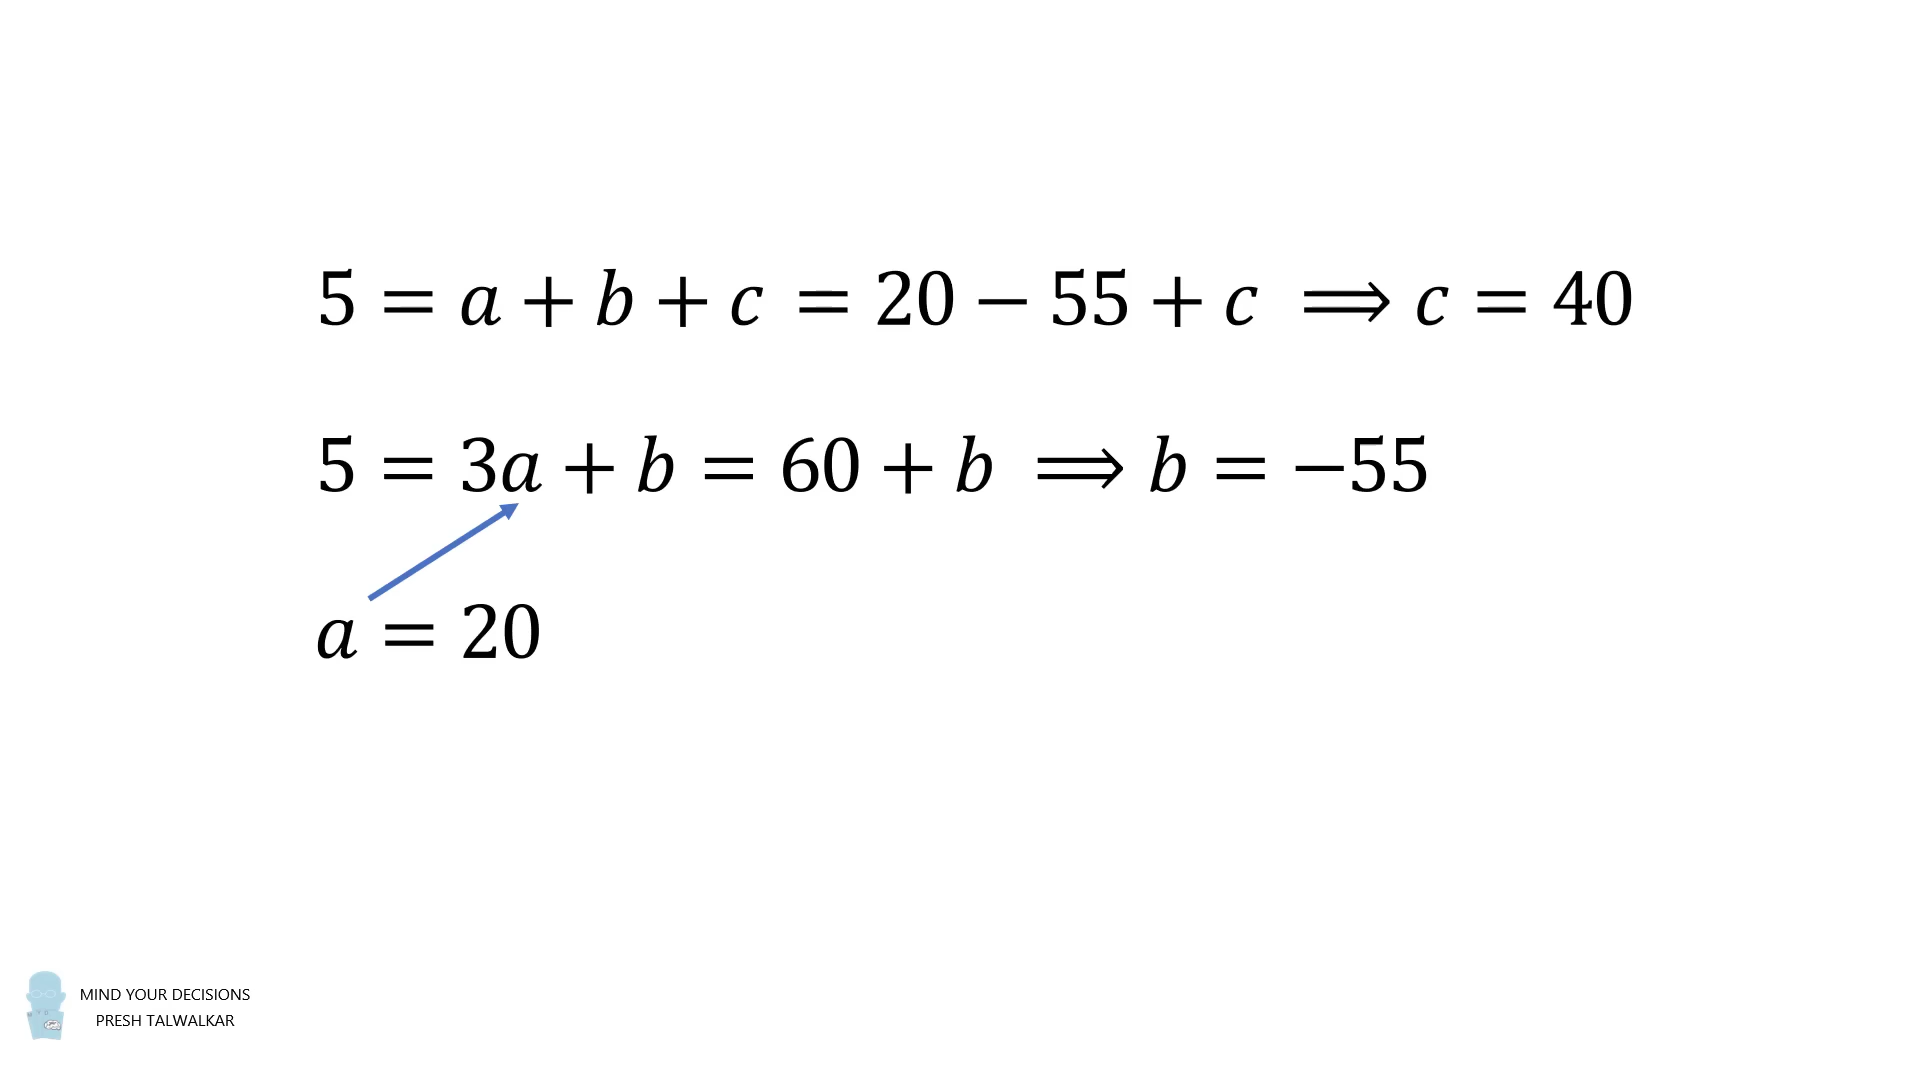 5 = a + b + c = 20 − 55 + c ⟹ c = 40
5 = 3a + b = 60 + b ⟹ b = −55
a = 20
MIND YOUR DECISIONS
PRESH TALWALKAR